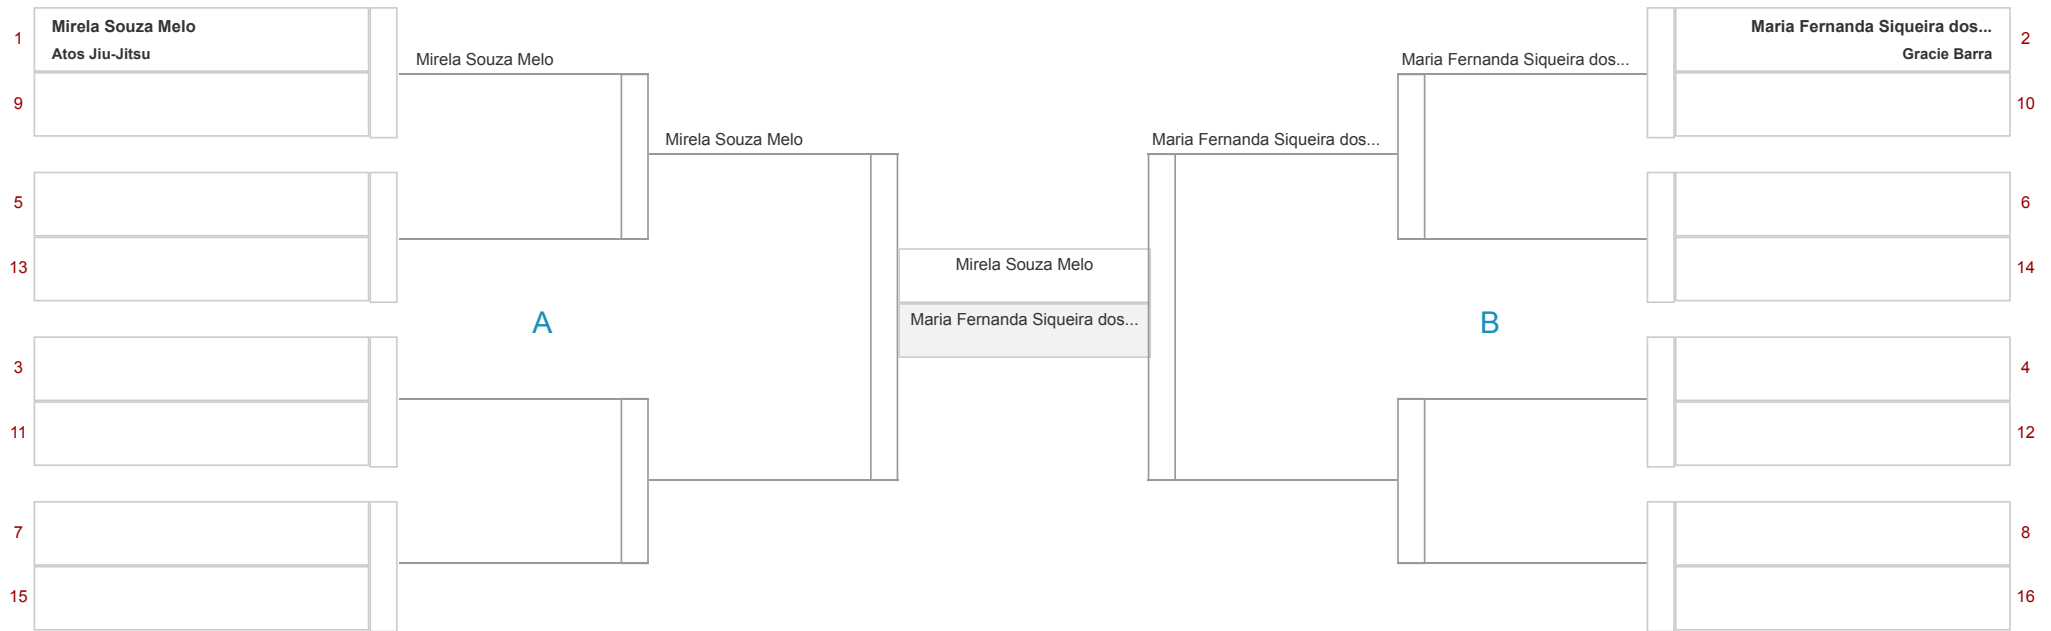 1
Mirela Souza Melo
Atos Jiu-Jitsu
9
5
13
3
11
7
15
Mirela Souza Melo
Mirela Souza Melo
A
Mirela Souza Melo
Maria Fernanda Siqueira dos...
Maria Fernanda Siqueira dos...
Maria Fernanda Siqueira dos...
B
Maria Fernanda Siqueira dos...
Gracie Barra
2
10
6
14
4
12
8
16